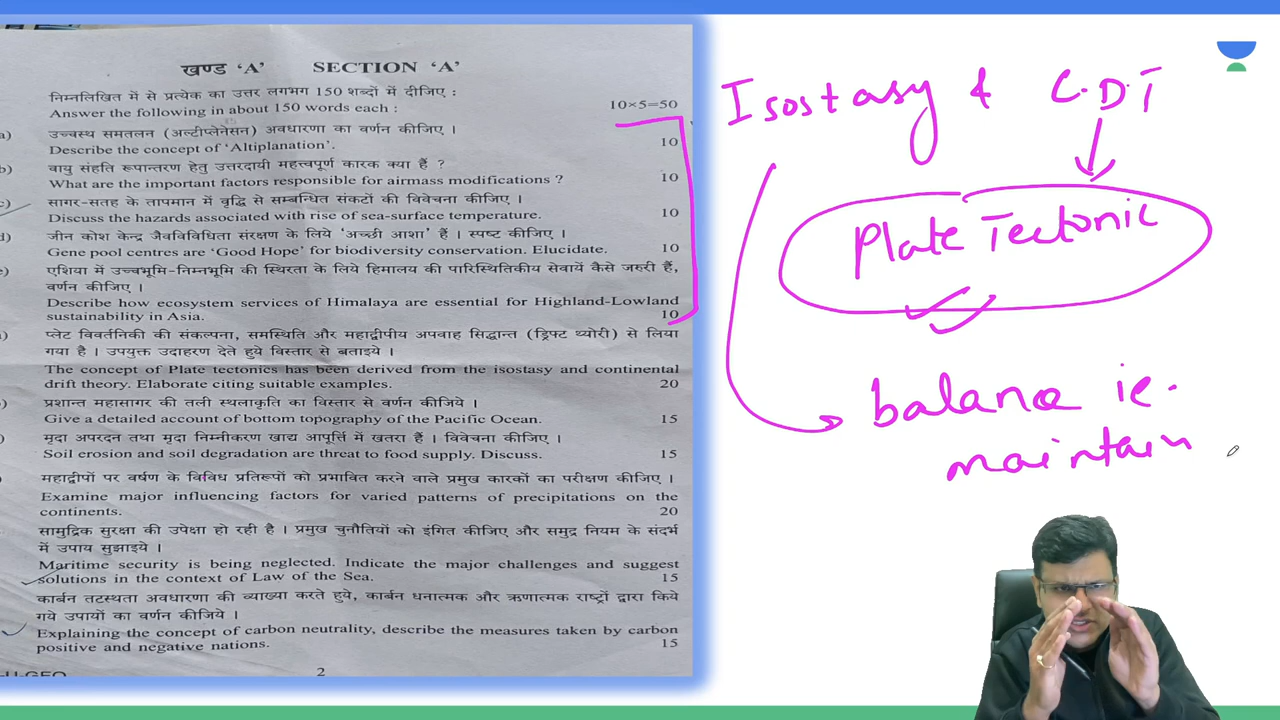 खण्ड ‘A’ SECTION ‘A’
निम्नलिखित में से प्रत्येक का उत्तर लगभग 150 शब्दों में दीजिए :
Answer the following in about 150 words each : 10×5=50
a) उच्चस्थ समतलन (अल्टीप्लेनेसन) अवधारणा का वर्णन कीजिए ।
Describe the concept of ‘Altiplanation’. 10
b) वायु संहति रूपान्तरण हेतु उत्तरदायी महत्त्वपूर्ण कारक क्या हैं ?
What are the important factors responsible for airmass modifications ? 10
c) सागर-सतह के तापमान में वृद्धि से सम्बन्धित संकटों की विवेचना कीजिए ।
Discuss the hazards associated with rise of sea-surface temperature. 10
d) जीन कोश केन्द्र जैवविविधता संरक्षण के लिये ‘अच्छी आशा’ हैं । स्पष्ट कीजिए ।
Gene pool centres are ‘Good Hope’ for biodiversity conservation. Elucidate. 10
e) एशिया में उच्चभूमि-निम्नभूमि की स्थिरता के लिये हिमालय की पारिस्थितिकीय सेवायें कैसे जरुरी हैं,
वर्णन कीजिए ।
Describe how ecosystem services of Himalaya are essential for Highland-Lowland
sustainability in Asia. 10
प्लेट विवर्तनिकी की संकल्पना समस्थिति और महाद्वीपीय अपवाह सिद्धान्त (ड्रिफ्ट थ्योरी) से लिया
गया है । उपयुक्त उदाहरण देते हुये विस्तार से बताइये ।
The concept of Plate tectonics has been derived from the isostasy and continental
drift theory. Elaborate citing suitable examples. 20
प्रशान्त महासागर की तली स्थलाकृति का विस्तार से वर्णन कीजिये ।
Give a detailed account of bottom topography of the Pacific Ocean. 15
मृदा अपरदन तथा मृदा निम्नीकरण खाद्य आपूर्ति में खतरा हैं । विवेचना कीजिए ।
Soil erosion and soil degradation are threat to food supply. Discuss. 15
महाद्वीपों पर वर्षण के विविध प्रतिरूपों को प्रभावित करने वाले प्रमुख कारकों का परीक्षण कीजिए ।
Examine major influencing factors for varied patterns of precipitations on the
continents. 20
सामुद्रिक सुरक्षा की उपेक्षा हो रही है । प्रमुख चुनौतियों को इंगित कीजिए और समुद्र नियम के संदर्भ
में उपाय सुझाइये ।
Maritime security is being neglected. Indicate the major challenges and suggest
solutions in the context of Law of the Sea. 15
कार्बन तटस्थता अवधारणा की व्याख्या करते हुये, कार्बन धनात्मक और ऋणात्मक राष्ट्रों द्वारा किये
गये उपायों का वर्णन कीजिये ।
Explaining the concept of carbon neutrality, describe the measures taken by carbon
positive and negative nations. 15
2
Isostasy & C.D.T
Plate Tectonic
balance ie.
maintain